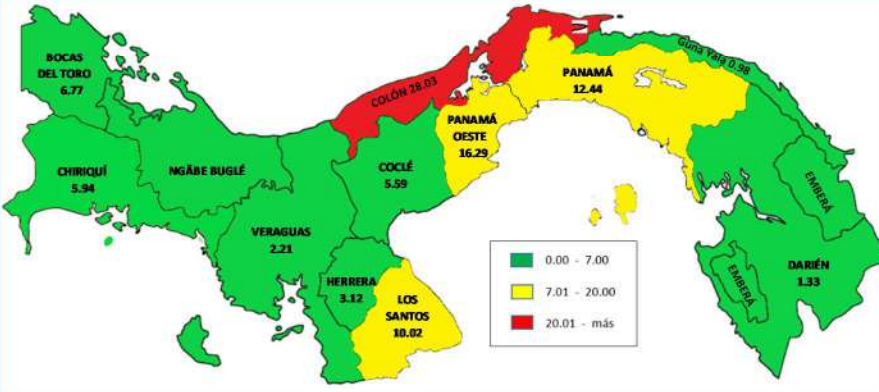 BOCAS
DEL TORO
6.77
CHIRIQUÍ
5.94
NGÄBE BUGLÉ
VERAGUAS
2.21
HERRERA
3.12
LOS
SANTOS
10.02
COCLÉ
5.59
COLÓN 28.03
PANAMÁ
OESTE
16.29
PANAMÁ
12.44
Guna Yala 0.98
EMBERÁ
EMBERÁ
DARIÉN
1.33
0.00 - 7.00
7.01 - 20.00
20.01 - más